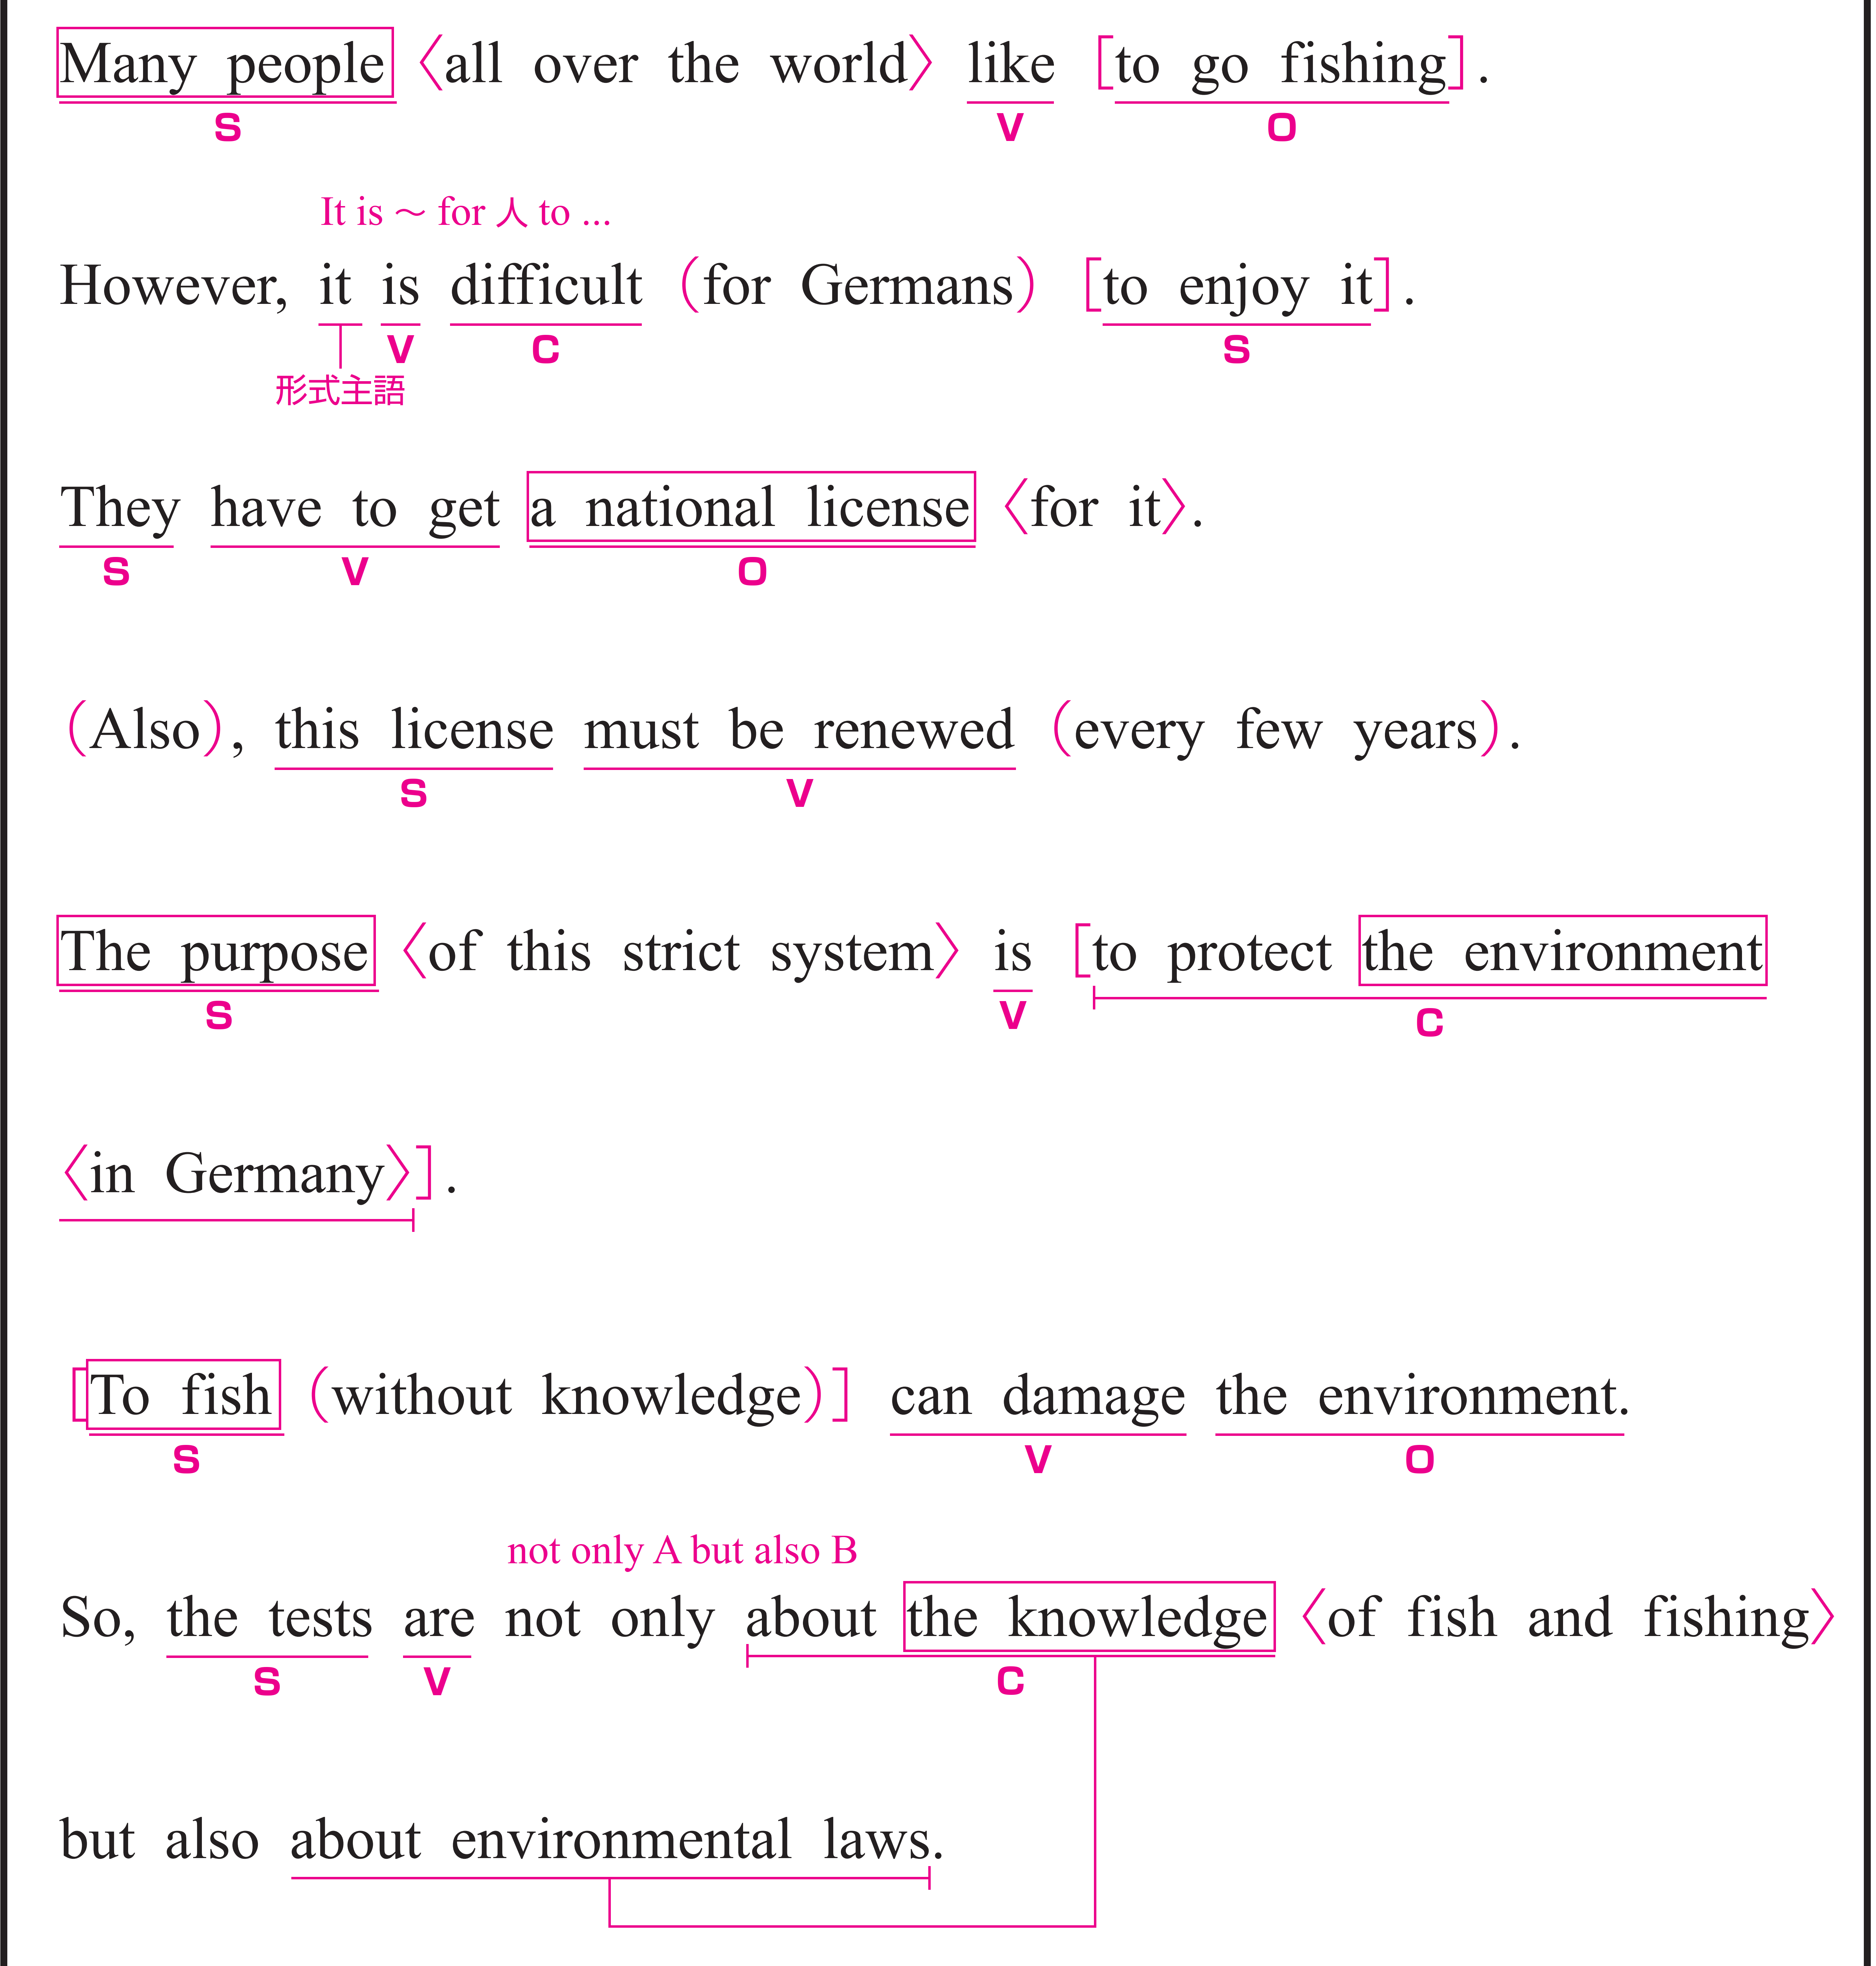 Many people 〈all over the world〉 like [to go fishing].
S V O
It is ～ for 人 to ...
However, it is difficult (for Germans) [to enjoy it].
V C S
形式主語
They have to get a national license 〈for it〉.
S V O
(Also), this license must be renewed (every few years).
S V
The purpose 〈of this strict system〉 is [to protect the environment
S V C
〈in Germany〉].
[To fish (without knowledge)] can damage the environment.
S V O
not only A but also B
So, the tests are not only about the knowledge 〈of fish and fishing〉
S V C
but also about environmental laws.